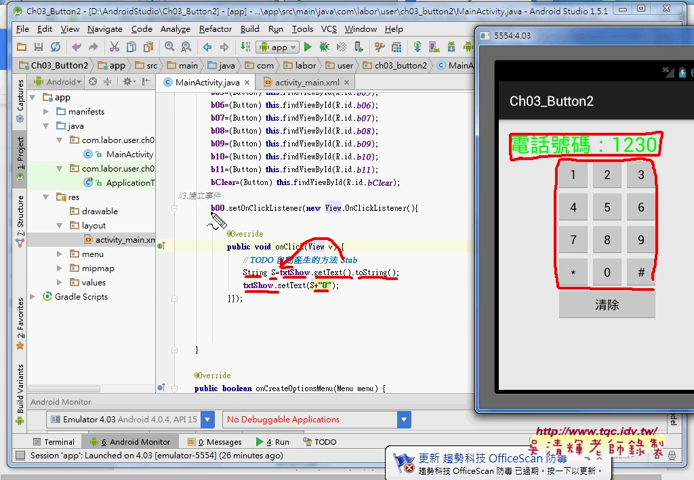 Ch03_Button2 - [D:\AndroidStudio\Ch03_Button2] - [app] - ...\app\src\main\java\com\labor\user\ch03_button2\MainActivity.java - Android Studio 1.5.1
File Edit View Navigate Code Analyze Refactor Build Run Tools VCS Window Help
app
Ch03_Button2 app src main java com labor user ch03_button2 MainA
Android
MainActivity.java
activity_main.xml
Captures
1: Project
7: Structure
2: Favorites
Build Variants
app
manifests
java
com.labor.user.ch0
MainActivity
com.labor.user.ch0
ApplicationT
res
drawable
layout
activity_main.xm
menu
mipmap
values
Gradle Scripts
b05=(Button) this.findViewById(R.id.b05);
b06=(Button) this.findViewById(R.id.b06);
b07=(Button) this.findViewById(R.id.b07);
b08=(Button) this.findViewById(R.id.b08);
b09=(Button) this.findViewById(R.id.b09);
b10=(Button) this.findViewById(R.id.b10);
b11=(Button) this.findViewById(R.id.b11);
bClear=(Button) this.findViewById(R.id.bClear);
//3.建立事件
b00.setOnClickListener(new View.OnClickListener(){
@Override
public void onClick(View v) {
//TODO 自動產生的方法 Stub
String S=txtShow.getText().toString();
txtShow.setText(S+"0");
}});
}
@Override
public boolean onCreateOptionsMenu(Menu menu) {
Android Monitor
Emulator 4.03 Android 4.0.4, API 15
No Debuggable Applications
Terminal 6: Android Monitor 0: Messages 4: Run TODO
Session 'app': Launched on 4.03 [emulator-5554] (26 minutes ago)
5554:4.03
Ch03_Button2
電話號碼：1230
1 2 3
4 5 6
7 8 9
* 0 #
清除
http://www.tqc.idv.tw/
吳清輝老師錄製
更新 趨勢科技 OfficeScan 防毒
趨勢科技 OfficeScan 防毒 已過期。按一下以更新。